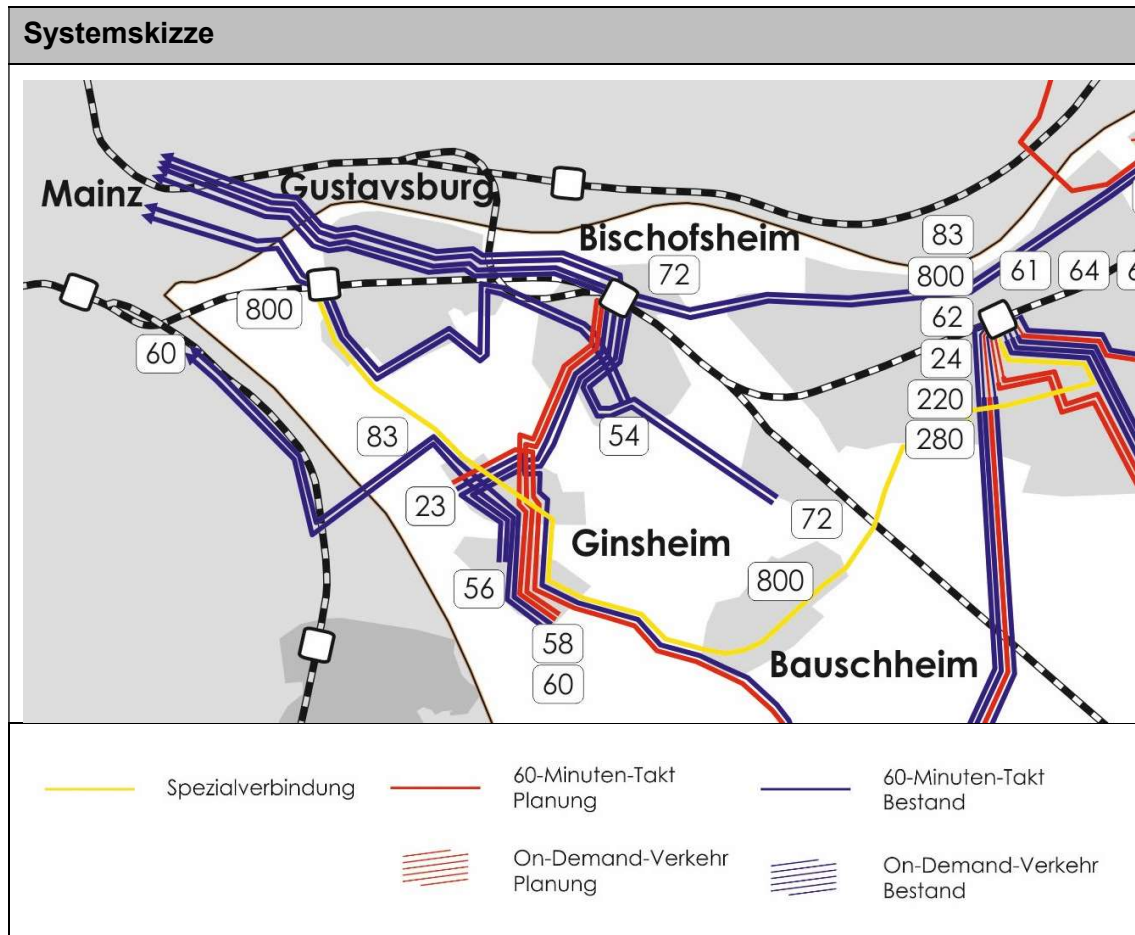 Systemskizze
Mainz
Gustavsburg
Bischofsheim
72
83
800
61
64
62
24
220
280
800
60
83
23
54
72
Ginsheim
56
800
58
60
Bauschheim
Spezialverbindung
60-Minuten-Takt
Planung
60-Minuten-Takt
Bestand
On-Demand-Verkehr
Planung
On-Demand-Verkehr
Bestand